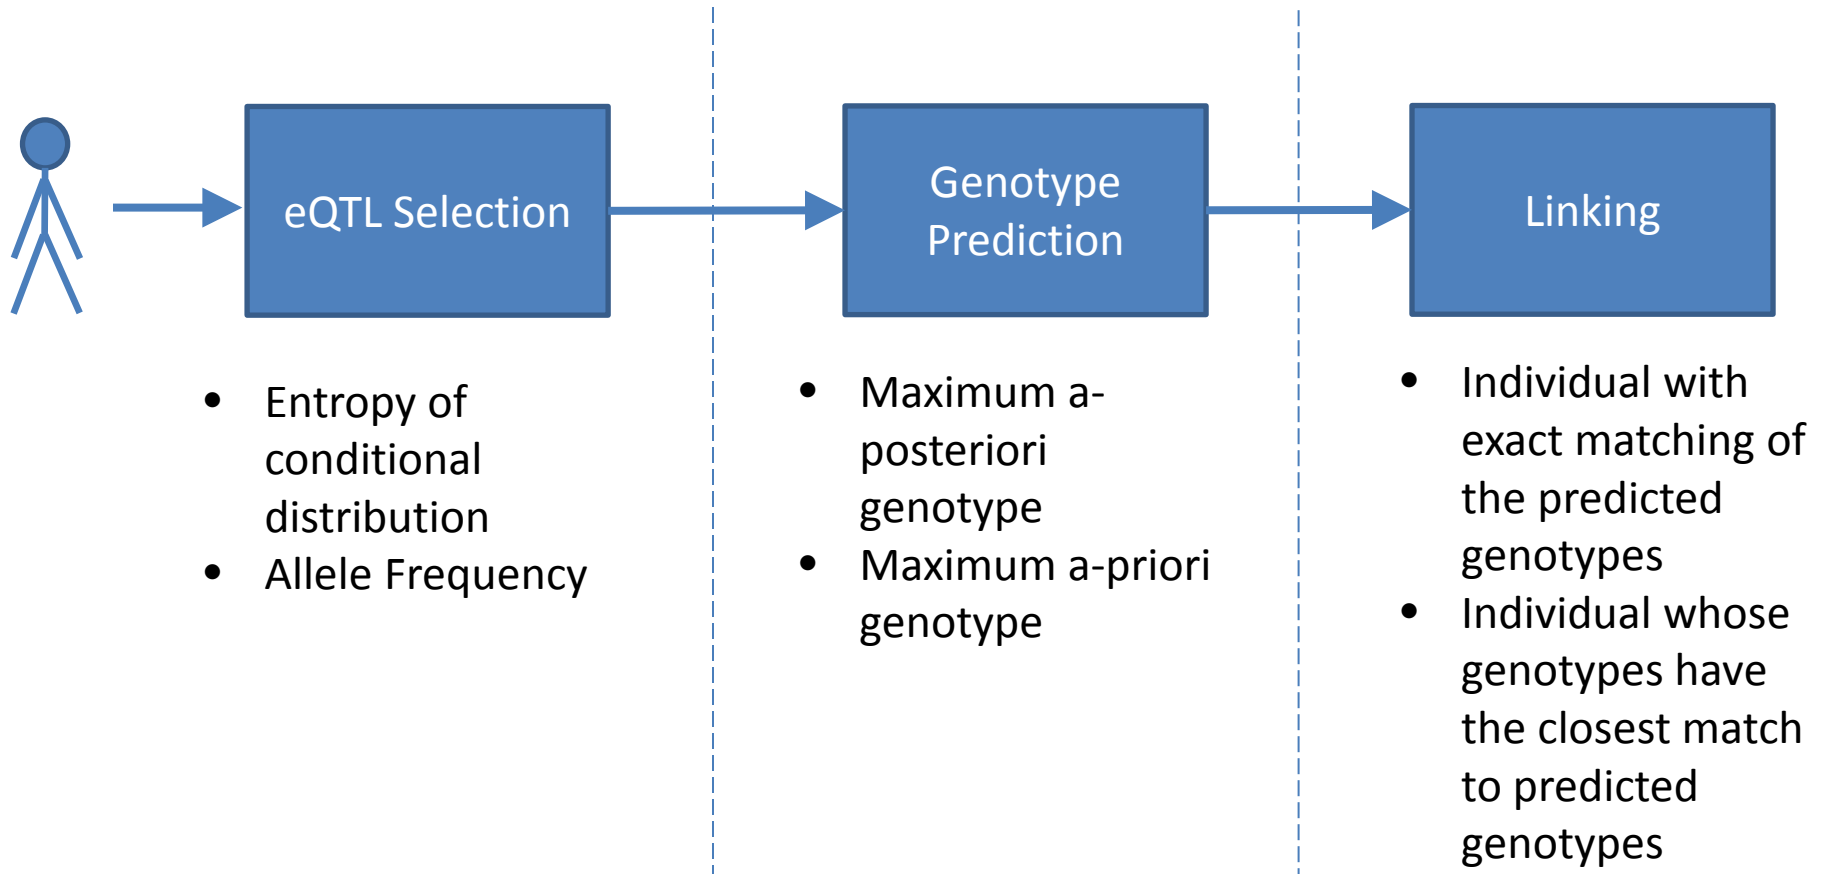 eQTL Selection
Genotype
Prediction
Linking
• Entropy of
conditional
distribution
• Allele Frequency
• Maximum a-
posteriori
genotype
• Maximum a-priori
genotype
• Individual with
exact matching of
the predicted
genotypes
• Individual whose
genotypes have
the closest match
to predicted
genotypes